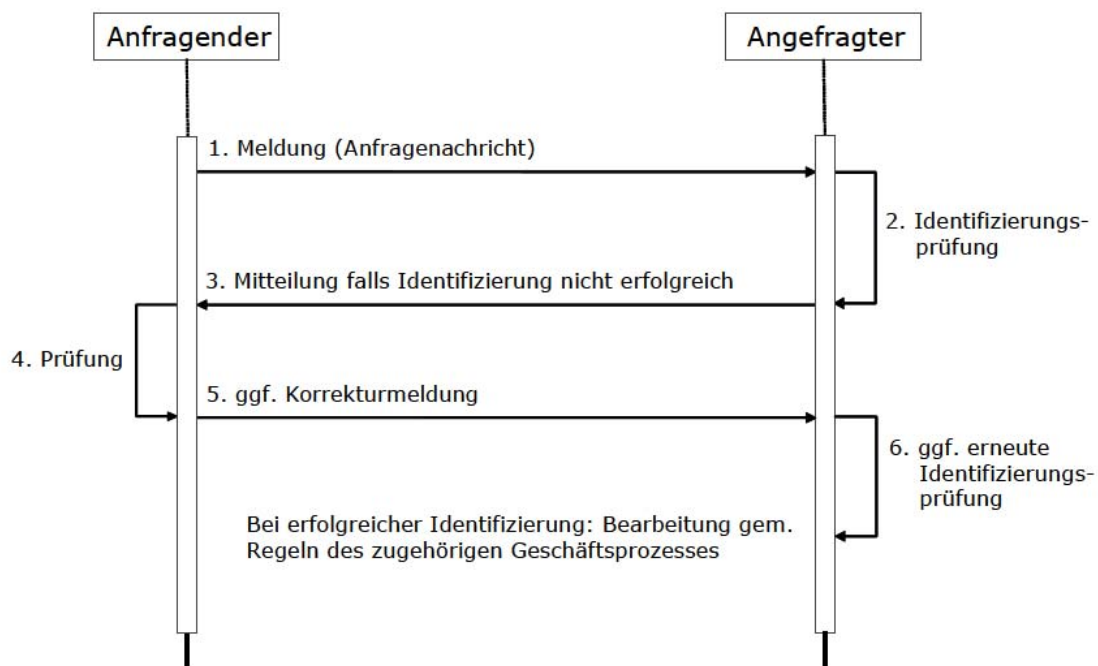 Anfragender
Angefragter
1. Meldung (Anfragenachricht)
2. Identifizierungs-
prüfung
3. Mitteilung falls Identifizierung nicht erfolgreich
4. Prüfung
5. ggf. Korrekturmeldung
6. ggf. erneute
Identifizierungs-
prüfung
Bei erfolgreicher Identifizierung: Bearbeitung gem.
Regeln des zugehörigen Geschäftsprozesses